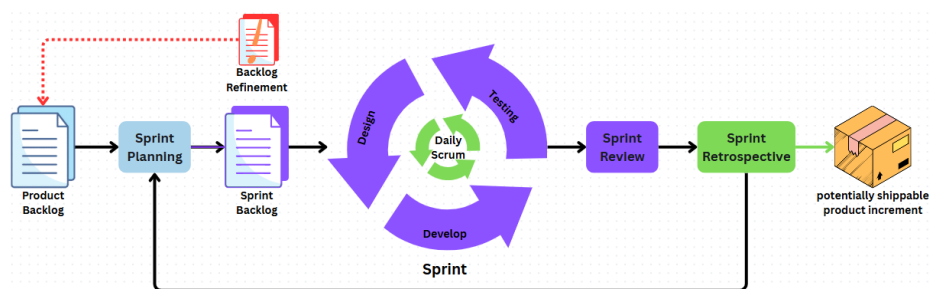 Backlog
Refinement
Product
Backlog
Sprint
Planning
Sprint
Backlog
Design
Testing
Daily
Scrum
Develop
Sprint
Sprint
Review
Sprint
Retrospective
potentially shippable
product increment